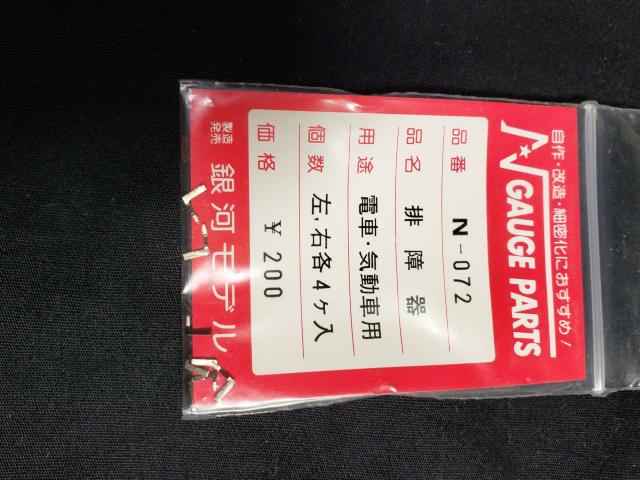 自作・改造・細密化におすすめ!
N GAUGE PARTS
品番 N-072
品名 排障器
用途 電車・気動車用
個数 左,右各4ケ入
価格 ¥200
製造
発売 銀河モデル